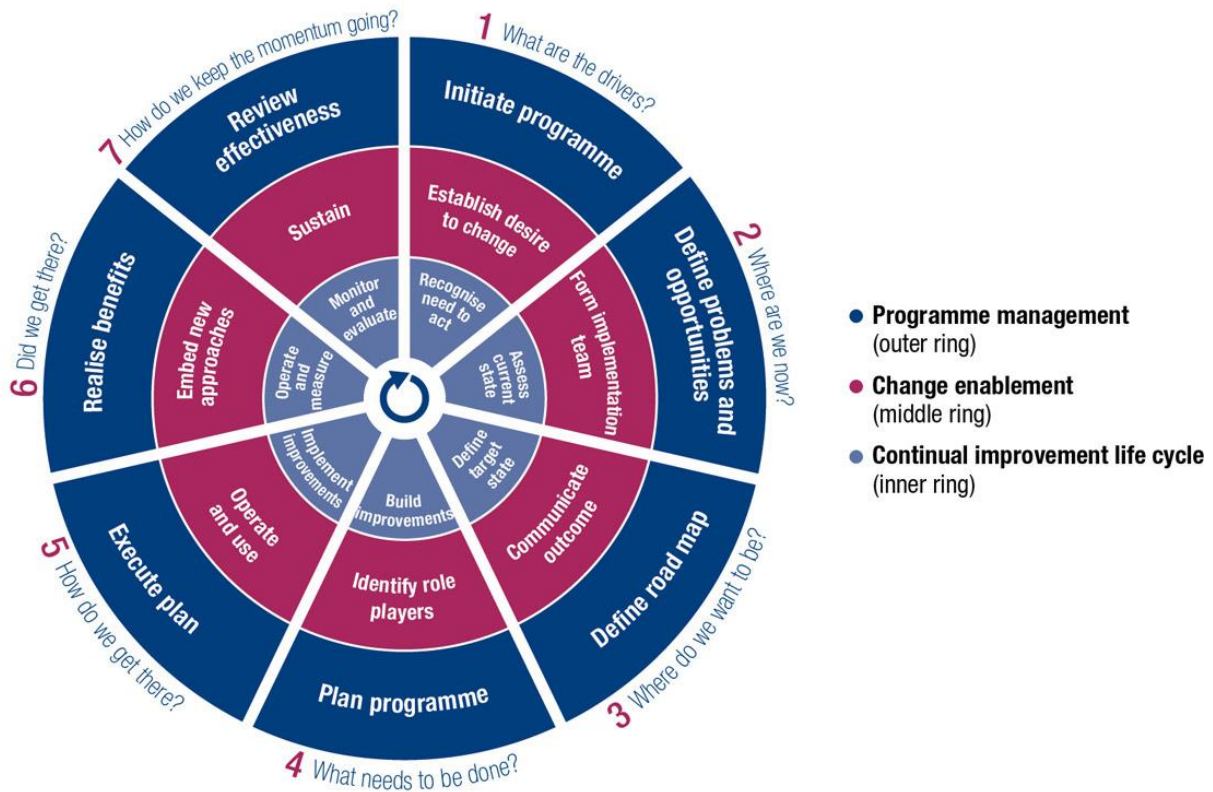 1 What are the drivers?
Initiate programme
Establish desire
to change
Recognise
need to
act
2 Where are we now?
Define problems and
opportunities
Form implementation
team
Assess
current
state
3 Where do we want to be?
Define road map
Communicate
outcome
Define
target
state
4 What needs to be done?
Plan programme
Identify role
players
Build
improvements
5 How do we get there?
Execute plan
Operate
and use
Implement
improvements
6 Did we get there?
Realise benefits
Embed new
approaches
Operate
and
measure
7 How do we keep the momentum going?
Review
effectiveness
Sustain
Monitor
and
evaluate
Programme management
(outer ring)
Change enablement
(middle ring)
Continual improvement life cycle
(inner ring)